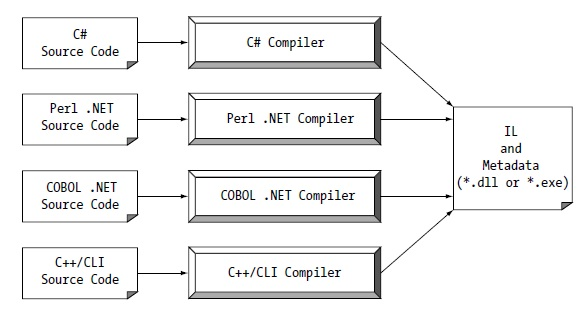 C#
Source Code
C# Compiler
Perl .NET
Source Code
Perl .NET Compiler
COBOL .NET
Source Code
COBOL .NET Compiler
C++/CLI
Source Code
C++/CLI Compiler
IL
and
Metadata
(*.dll or *.exe)